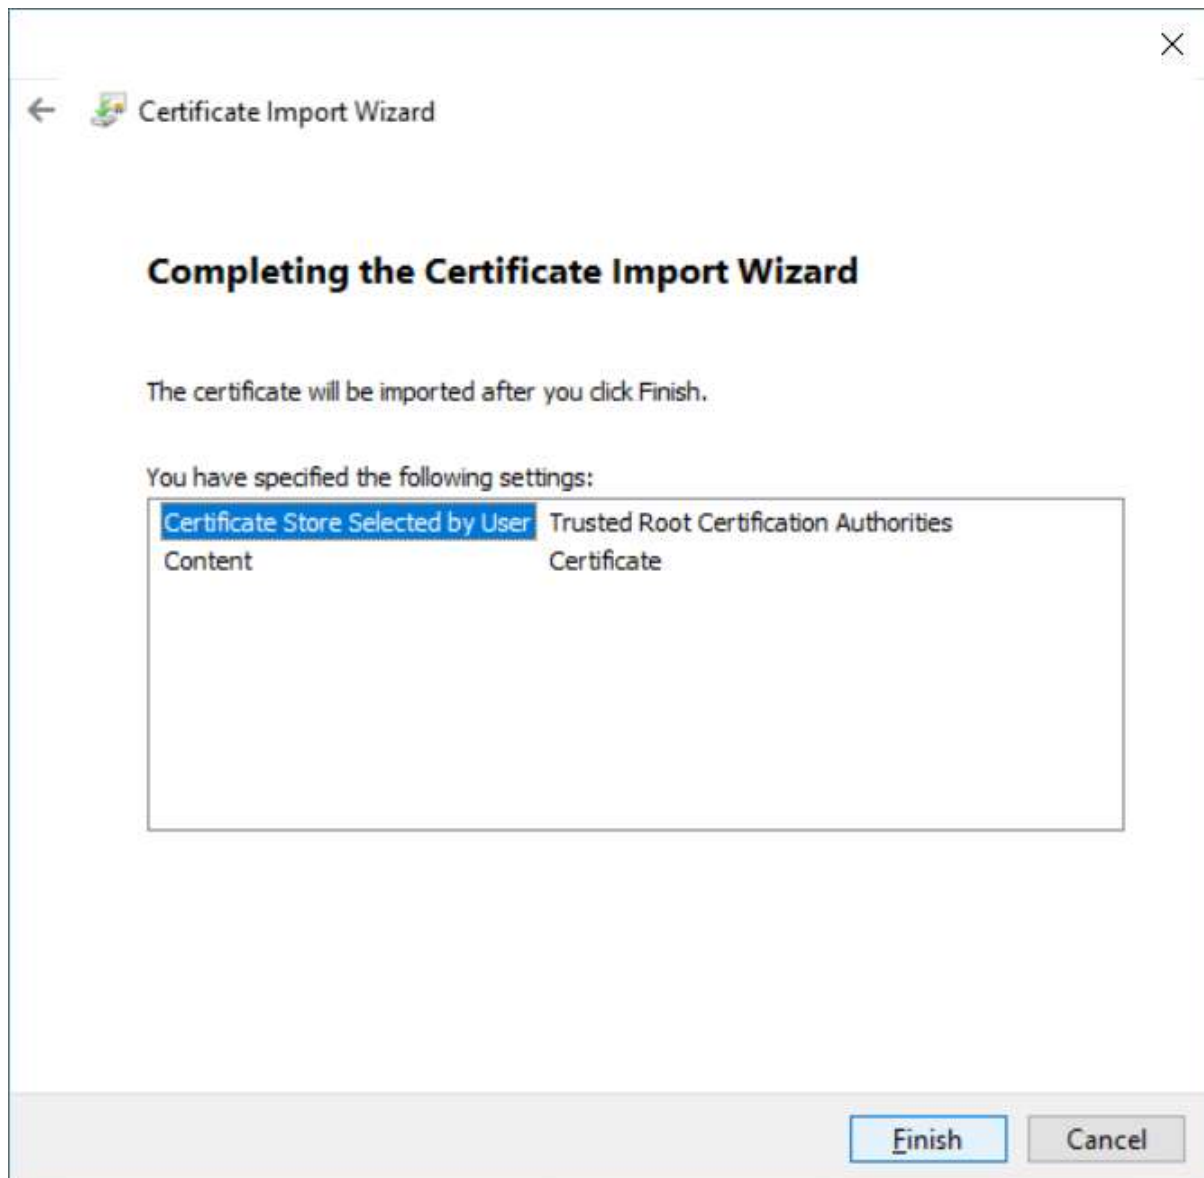 Certificate Import Wizard
Completing the Certificate Import Wizard
The certificate will be imported after you click Finish.
You have specified the following settings:
Certificate Store Selected by User Trusted Root Certification Authorities
Content Certificate
Finish Cancel